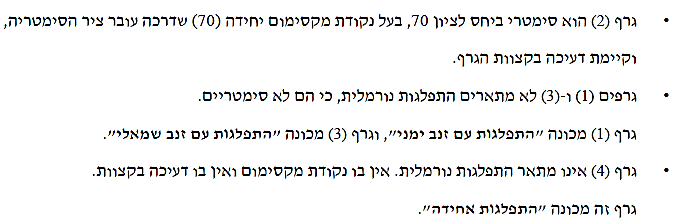 • גרף (2) הוא סימטרי ביחס לציון 70, בעל נקודת מקסימום יחידה (70) שדרכה עובר ציר הסימטריה,
וקיימת דעיכה בקצוות הגרף.
• גרפים (1) ו-(3) לא מתארים התפלגות נורמלית, כי הם לא סימטריים.
גרף (1) מכונה "התפלגות עם זנב ימני", וגרף (3) מכונה "התפלגות עם זנב שמאלי".
• גרף (4) אינו מתאר התפלגות נורמלית. אין בו נקודת מקסימום ואין בו דעיכה בקצוות.
גרף זה מכונה "התפלגות אחידה".